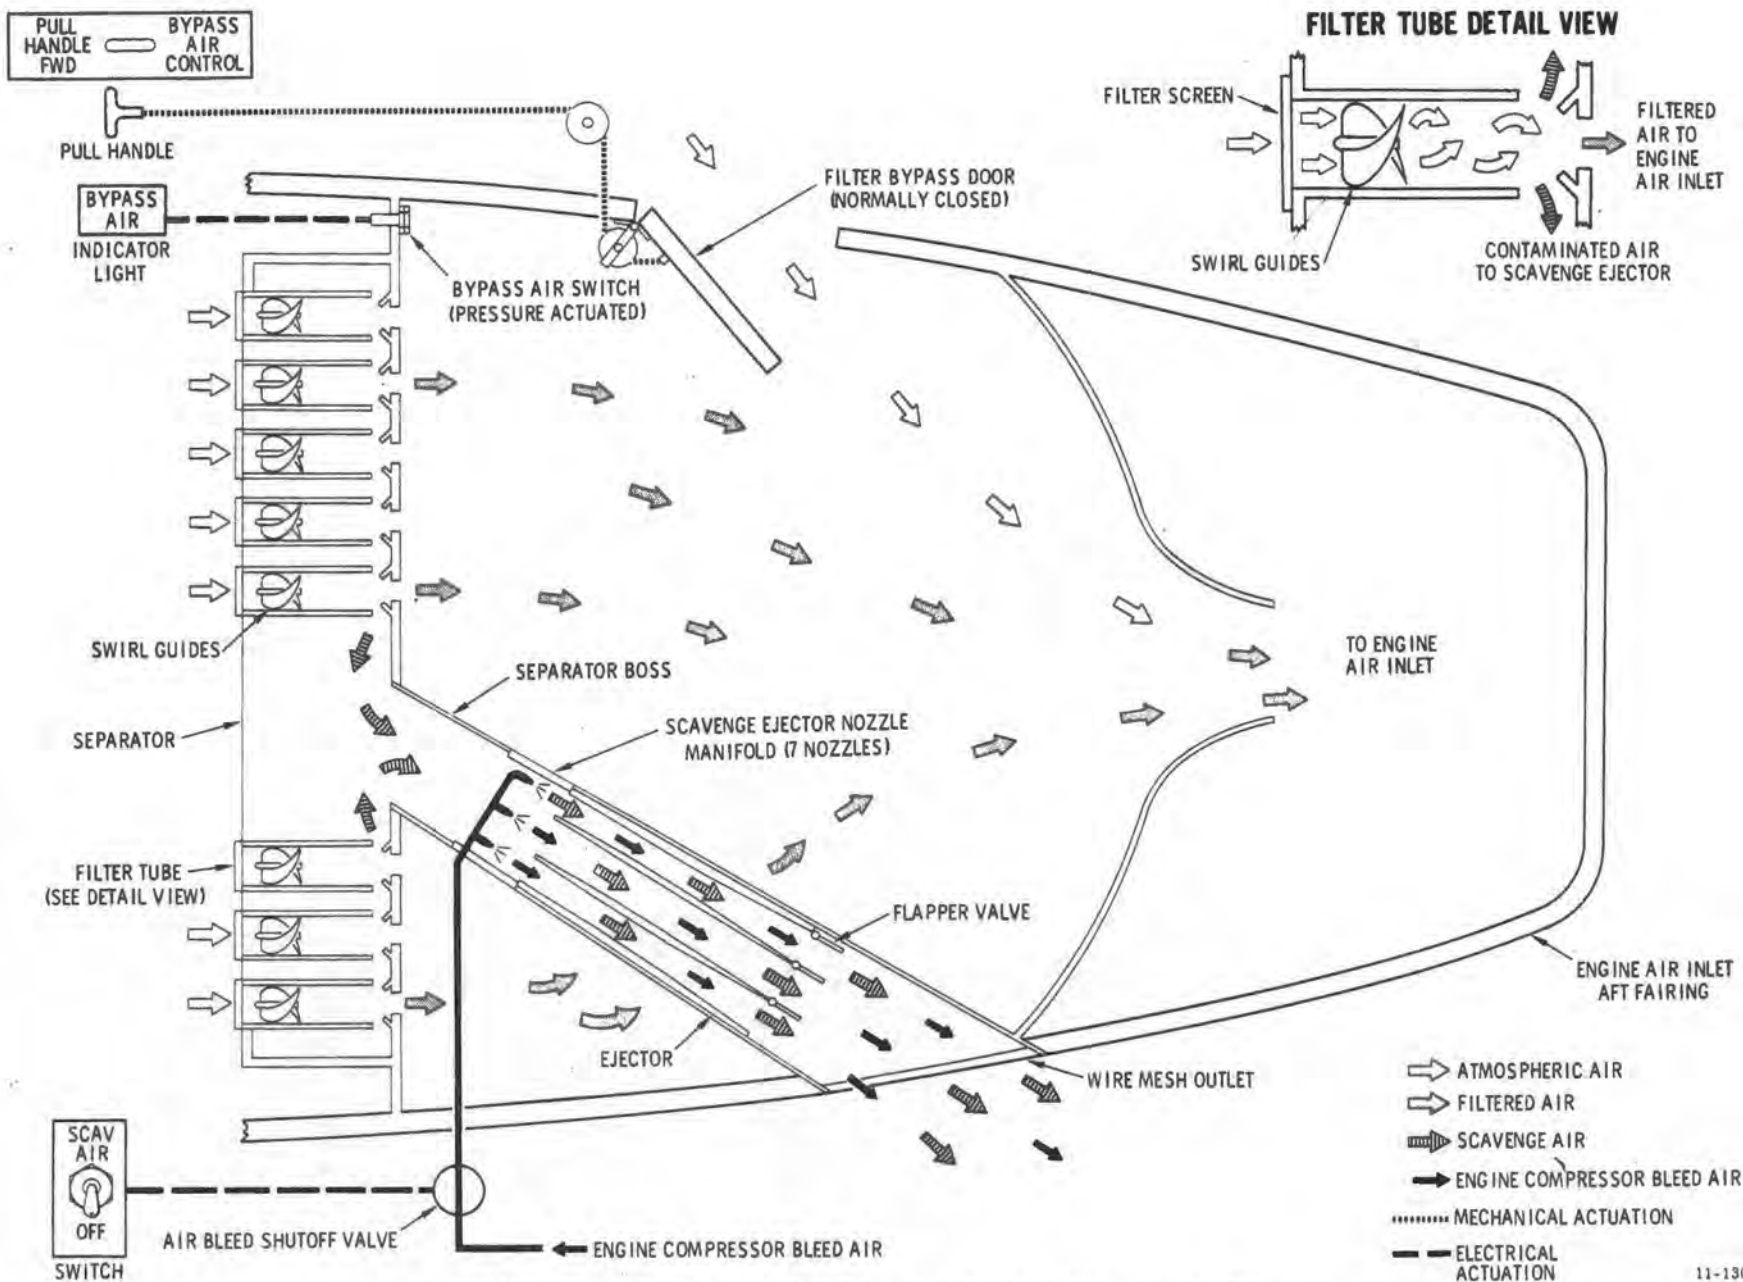 PULL HANDLE FWD
BYPASS AIR CONTROL
FILTER TUBE DETAIL VIEW
PULL HANDLE
FILTER SCREEN
FILTERED
AIR TO
ENGINE
AIR INLET
SWIRL GUIDES
CONTAMINATED AIR
TO SCAVENGE EJECTOR
BYPASS
AIR
INDICATOR
LIGHT
FILTER BYPASS DOOR
(NORMALLY CLOSED)
BYPASS AIR SWITCH
(PRESSURE ACTUATED)
SWIRL GUIDES
SEPARATOR BOSS
TO ENGINE
AIR INLET
SEPARATOR
SCAVENGE EJECTOR NOZZLE
MANIFOLD (7 NOZZLES)
FILTER TUBE
(SEE DETAIL VIEW)
FLAPPER VALVE
ENGINE AIR INLET
AFT FAIRING
EJECTOR
WIRE MESH OUTLET
SCAV
AIR
OFF
SWITCH
AIR BLEED SHUTOFF VALVE
ENGINE COMPRESSOR BLEED AIR
ATMOSPHERIC AIR
FILTERED AIR
SCAVENGE AIR
ENGINE COMPRESSOR BLEED AIR
MECHANICAL ACTUATION
ELECTRICAL
ACTUATION